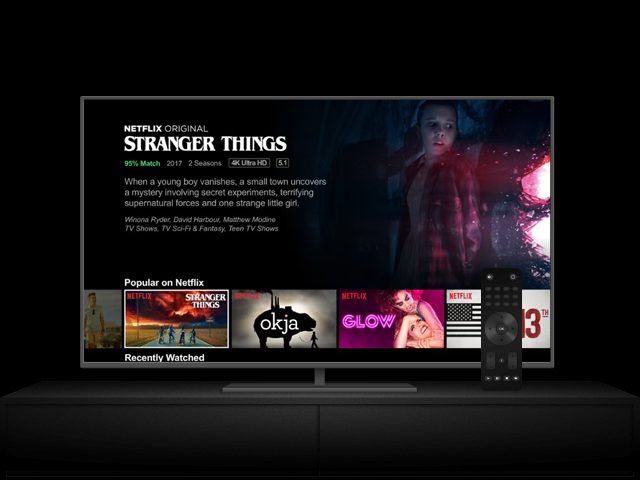 NETFLIX ORIGINAL
STRANGER THINGS
95% Match 2017 2 Seasons 4K Ultra HD 5.1
When a young boy vanishes, a small town uncovers
a mystery involving secret experiments, terrifying
supernatural forces and one strange little girl.
Winona Ryder, David Harbour, Matthew Modine
TV Shows, TV Sci-Fi & Fantasy, Teen TV Shows
Popular on Netflix
NETFLIX STRANGER THINGS
NETFLIX okja
NETFLIX GLOW
NETFLIX 13TH
Recently Watched